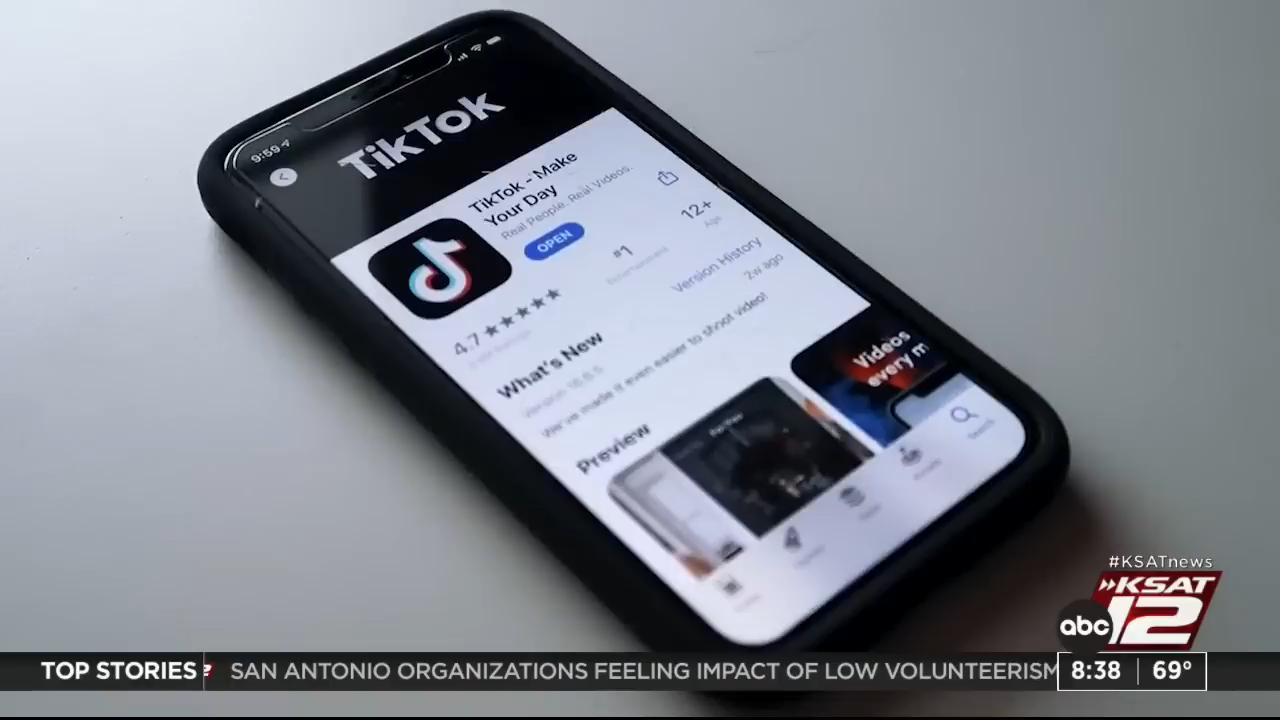 9:59
TikTok
TikTok - Make
Your Day
Real People. Real Videos.
OPEN
4.7 ★★★★★
#1
12+
Age
What's New
Version History
2w ago
We've made it even easier to shoot video!
Preview
Videos
every m
Search
#KSATnews
KSAT
abc 12
TOP STORIES
SAN ANTONIO ORGANIZATIONS FEELING IMPACT OF LOW VOLUNTEERISM
8:38 69°